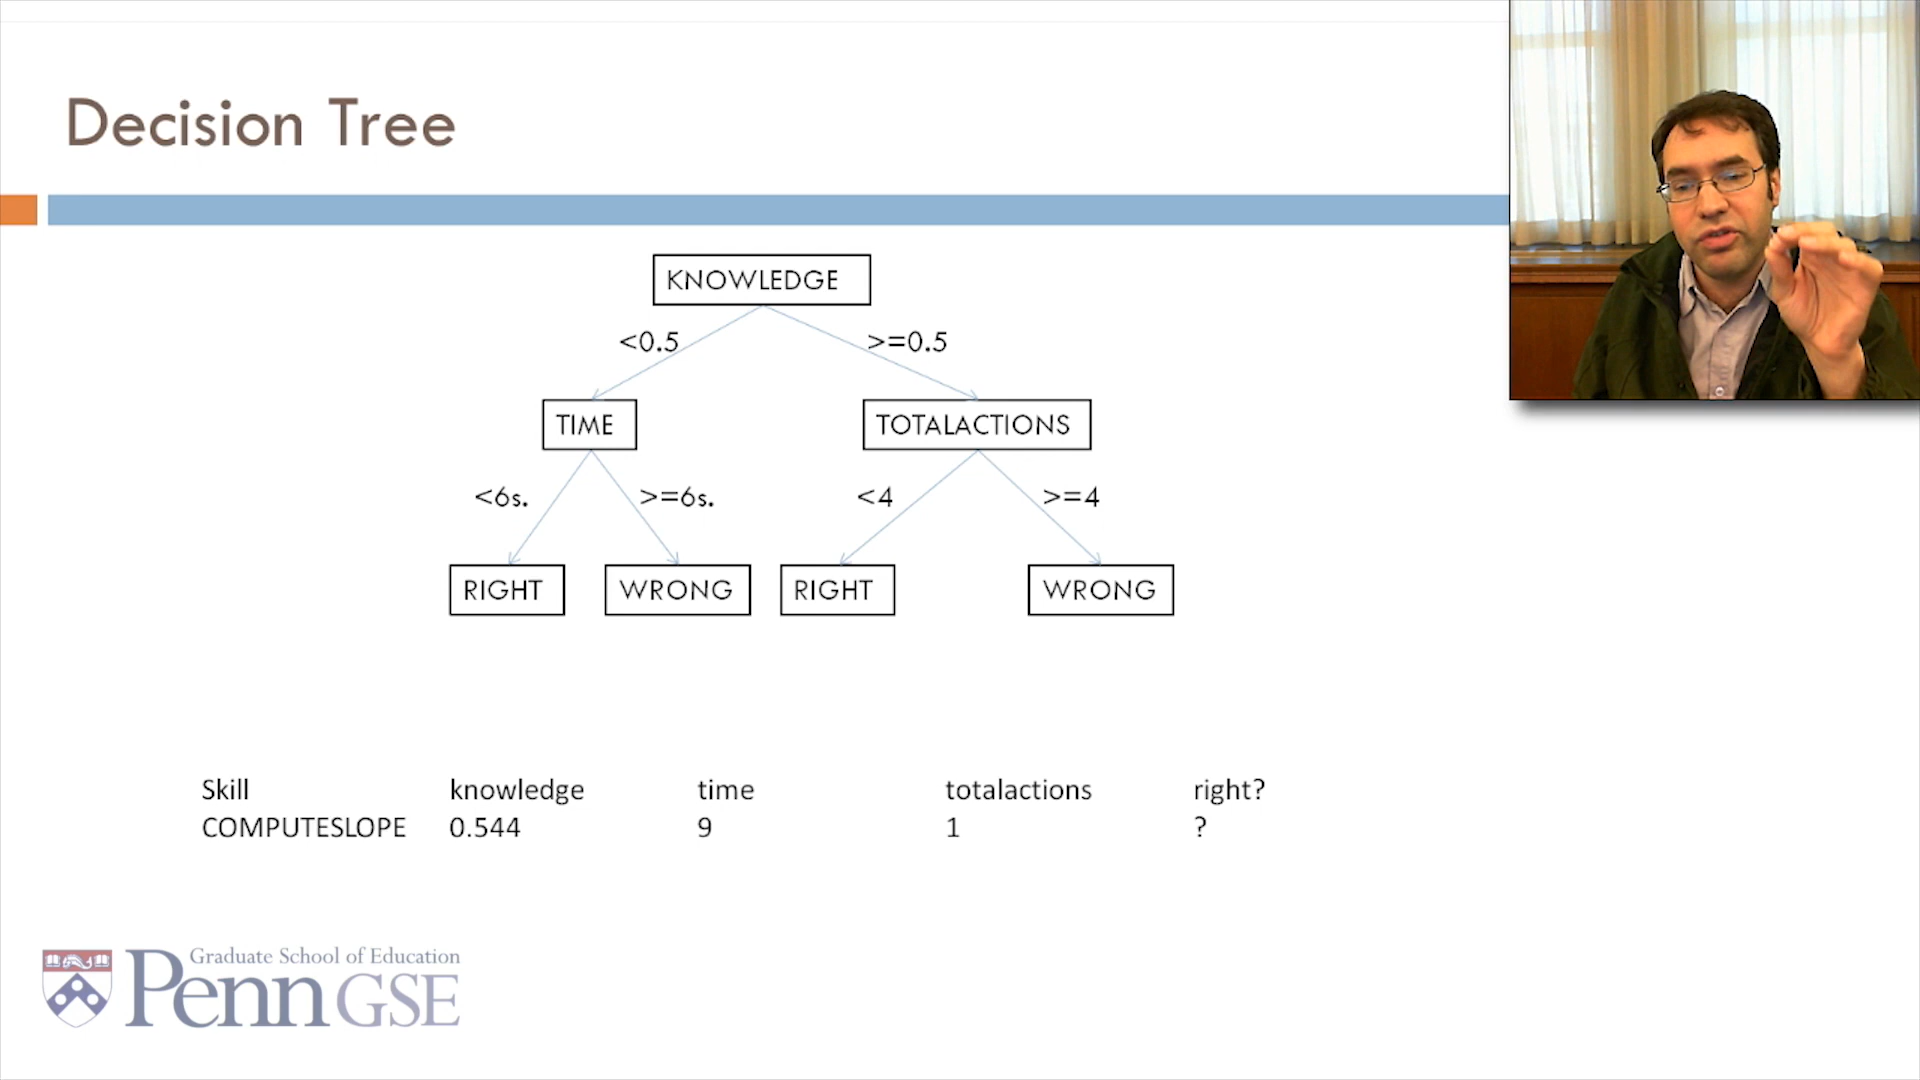 Decision Tree
KNOWLEDGE
<0.5 >=0.5
TIME TOTALACTIONS
<6s. >=6s. <4 >=4
RIGHT WRONG RIGHT WRONG
Skill knowledge time totalactions right?
COMPUTESLOPE 0.544 9 1 ?
Graduate School of Education
Penn GSE